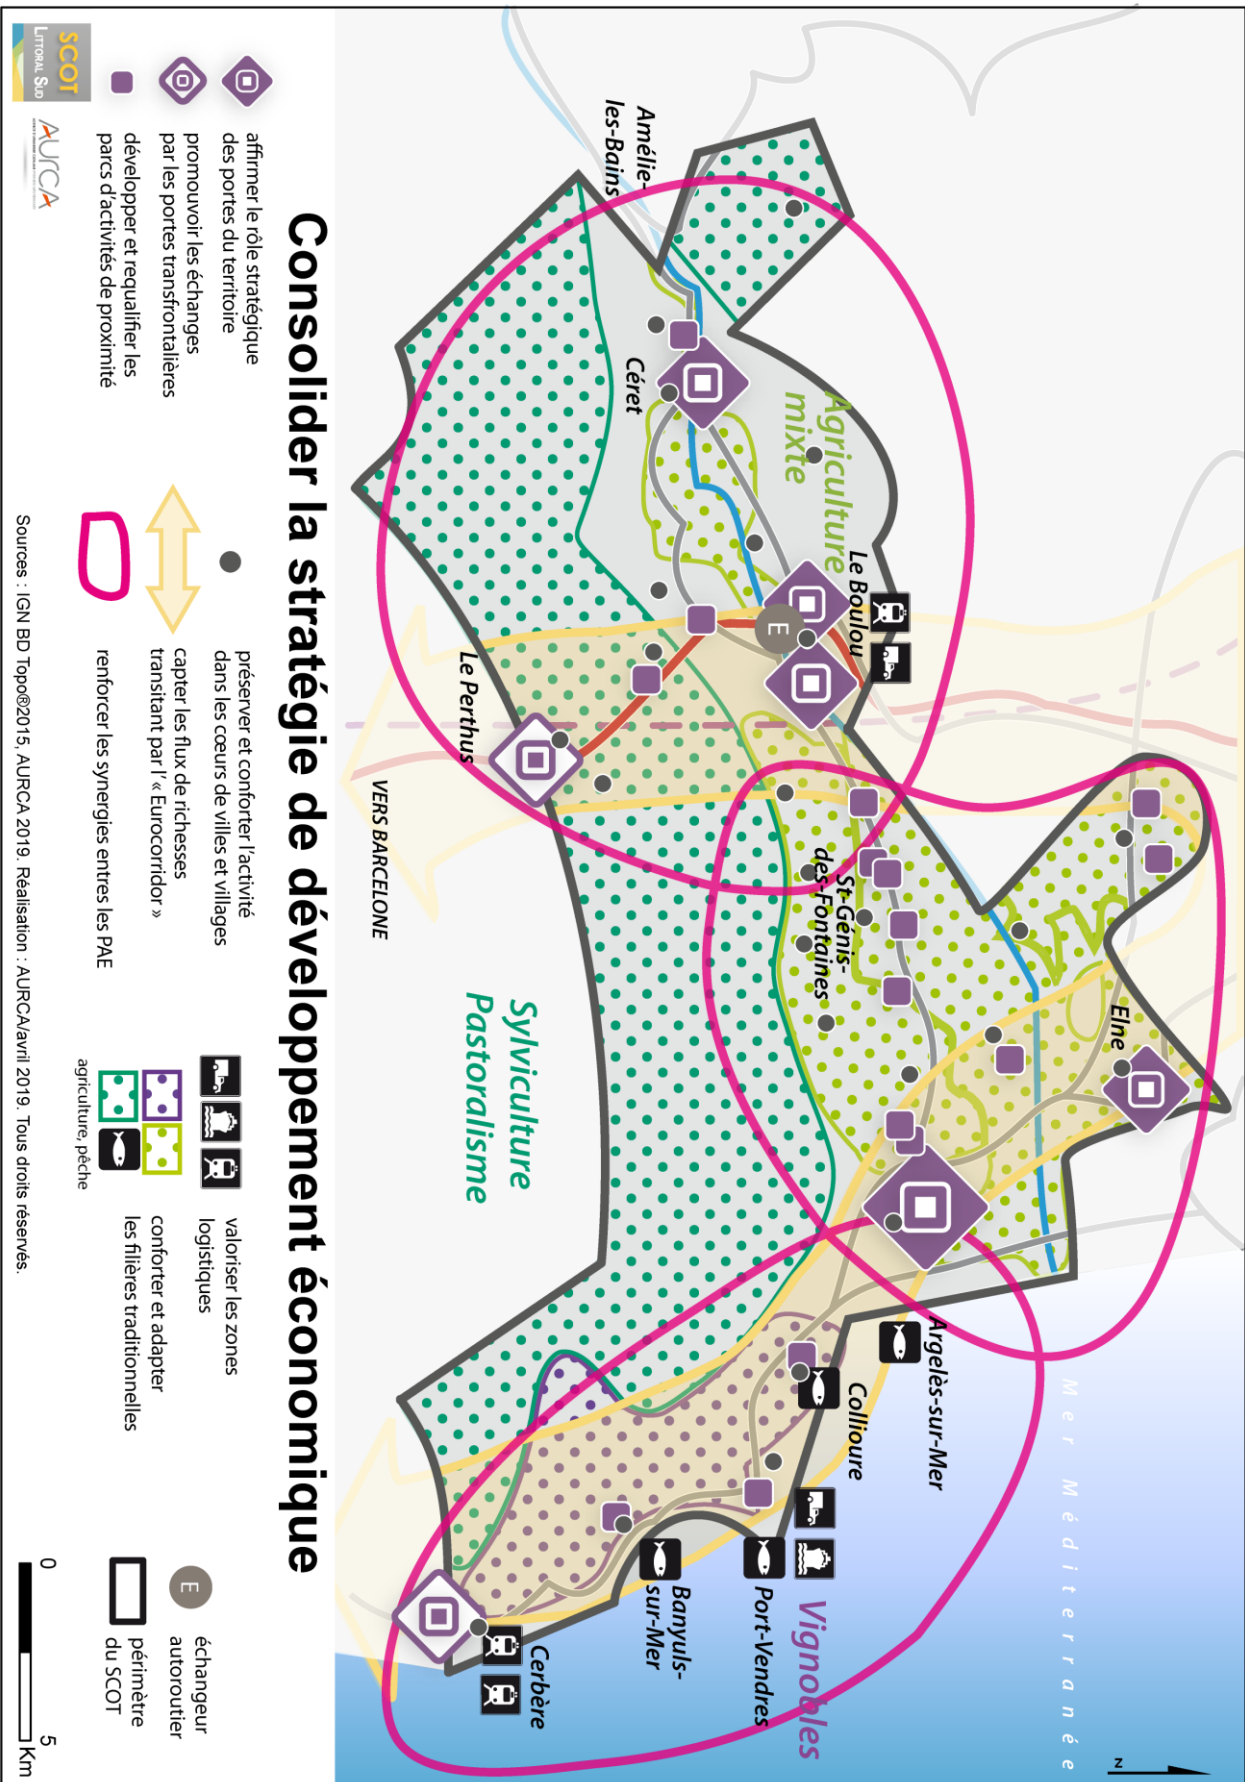 Amélie-
les-Bains
Céret
Agriculture
mixte
Le Boulou
E
Le Perthus
VERS BARCELONE
St-Génis-
des-Fontaines
Elne
Sylviculture
Pastoralisme
Argelès-sur-Mer
Collioure
Port-Vendres
Vignobles
Banyuls-
sur-Mer
Cerbère
Mer Méditerranée
N
Consolider la stratégie de développement économique
affirmer le rôle stratégique
des portes du territoire
promouvoir les échanges
par les portes transfrontalières
développer et requalifier les
parcs d'activités de proximité
préserver et conforter l'activité
dans les cœurs de villes et villages
capter les flux de richesses
transitant par l'« Eurocorridor »
renforcer les synergies entres les PAE
valoriser les zones
logistiques
conforter et adapter
les filières traditionnelles
agriculture, pêche
E
échangeur
autoroutier
périmètre
du SCOT
SCOT
LITTORAL SUD
AURCA
Sources : IGN BD Topo®2015, AURCA 2019. Réalisation : AURCA/avril 2019. Tous droits réservés.
0 5
Km